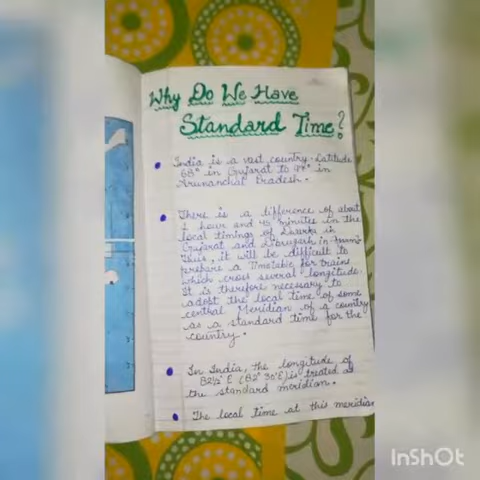 Why Do We Have
Standard Time?
India is a vast country. Latitude
68° in Gujarat to 97° in
Arunanchal Pradesh.
There is a difference of about
1 hour and 45 minutes in the
local timings of Dwarka in
Gujarat and Dibrugarh in Assam.
Thus, it will be difficult to
prepare a Timetable for trains
which cross several longitude.
It is therefore necessary to
adopt the local time of some
central Meridian of a country
as a standard time for the
country.
In India, the longitude of
82½° E (82° 30' E) is treated as
the standard meridian.
The local time at this meridian
InShOt